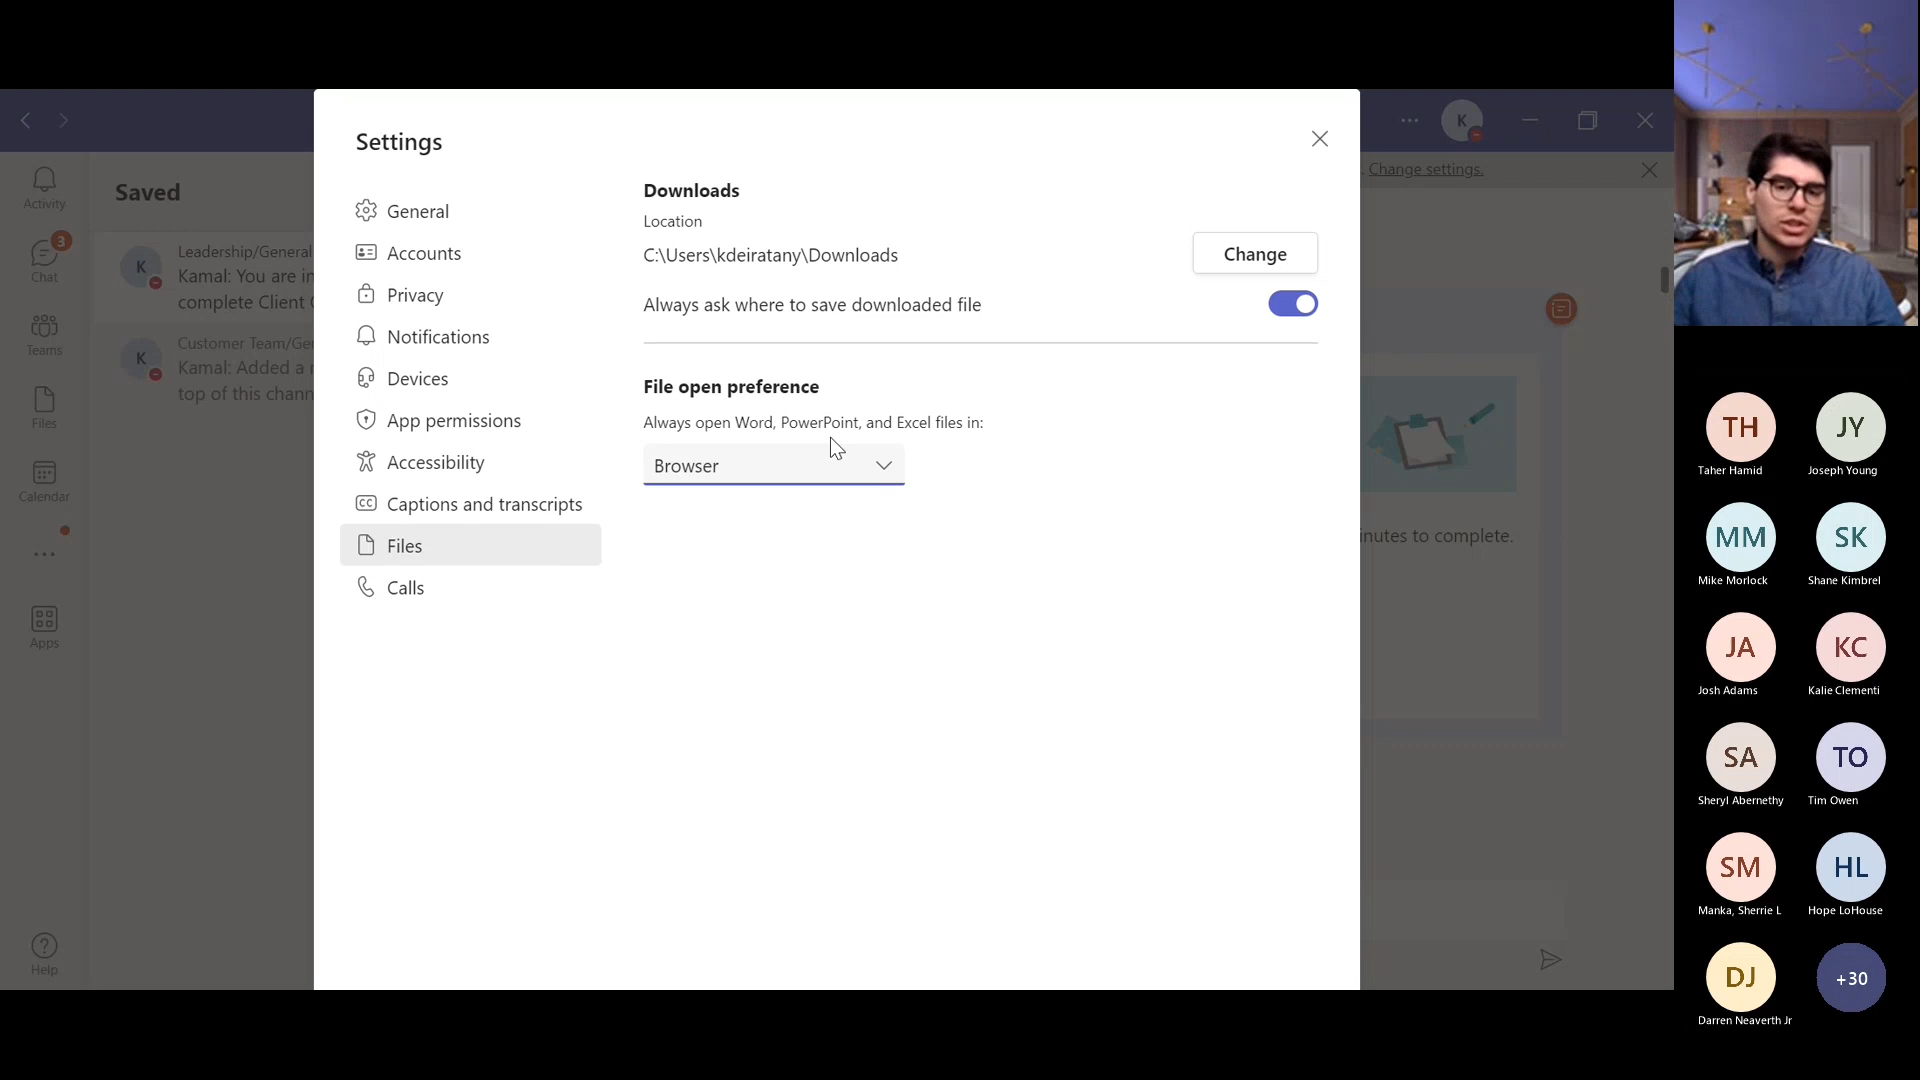 K
Change settings.
Activity
3
Chat
Teams
Files
Calendar
Apps
Help
Saved
K
Leadership/General
Kamal: You are in
complete Client
K
Customer Team/Ge
Kamal: Added a
top of this chann
Settings
General
Accounts
Privacy
Notifications
Devices
App permissions
Accessibility
CC Captions and transcripts
Files
Calls
Downloads
Location
C:\Users\kdeiratany\Downloads
Change
Always ask where to save downloaded file
File open preference
Always open Word, PowerPoint, and Excel files in:
Browser
inutes to complete.
TH
JY
Taher Hamid
Joseph Young
MM
SK
Mike Morlock
Shane Kimbrel
JA
KC
Josh Adams
Kalie Clementi
SA
TO
Sheryl Abernethy
Tim Owen
SM
HL
Manka, Sherrie L
Hope LoHouse
DJ
+30
Darren Neaverth Jr